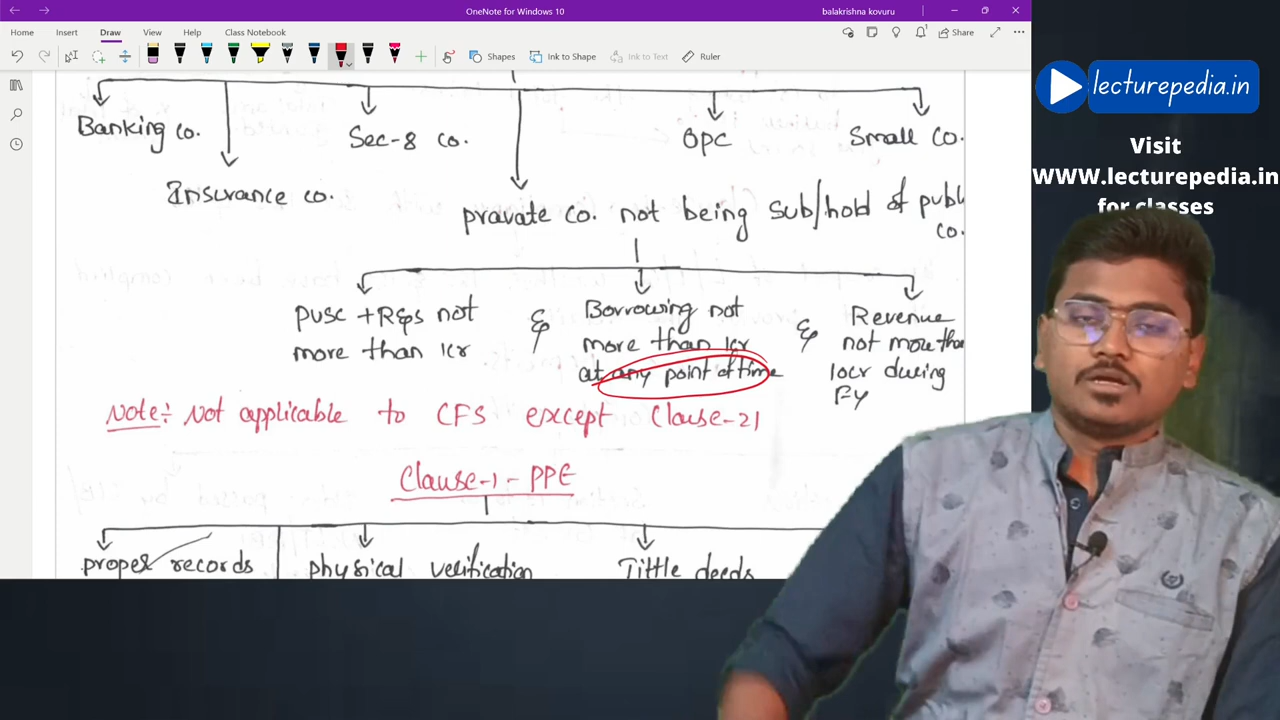 OneNote for Windows 10
balakrishna kovuru
Home Insert Draw View Help Class Notebook
Share
Shapes Ink to Shape Ink to Text Math Ruler
lecturepedia.in
Visit
WWW.lecturepedia.in
for classes
Banking co. Sec-8 co. OPC Small Co.
Insurance co.
pravate co. not being sub/hold of publ
co.
pusc + R&s not & Borrowing not & Revenue
more than 1cr more than 1cr not more tha
at any point of time 10cr during
FY
Note:- Not applicable to CFS except Clause-21
Clause-1 - PPE
proper records physical verification Tittle deeds